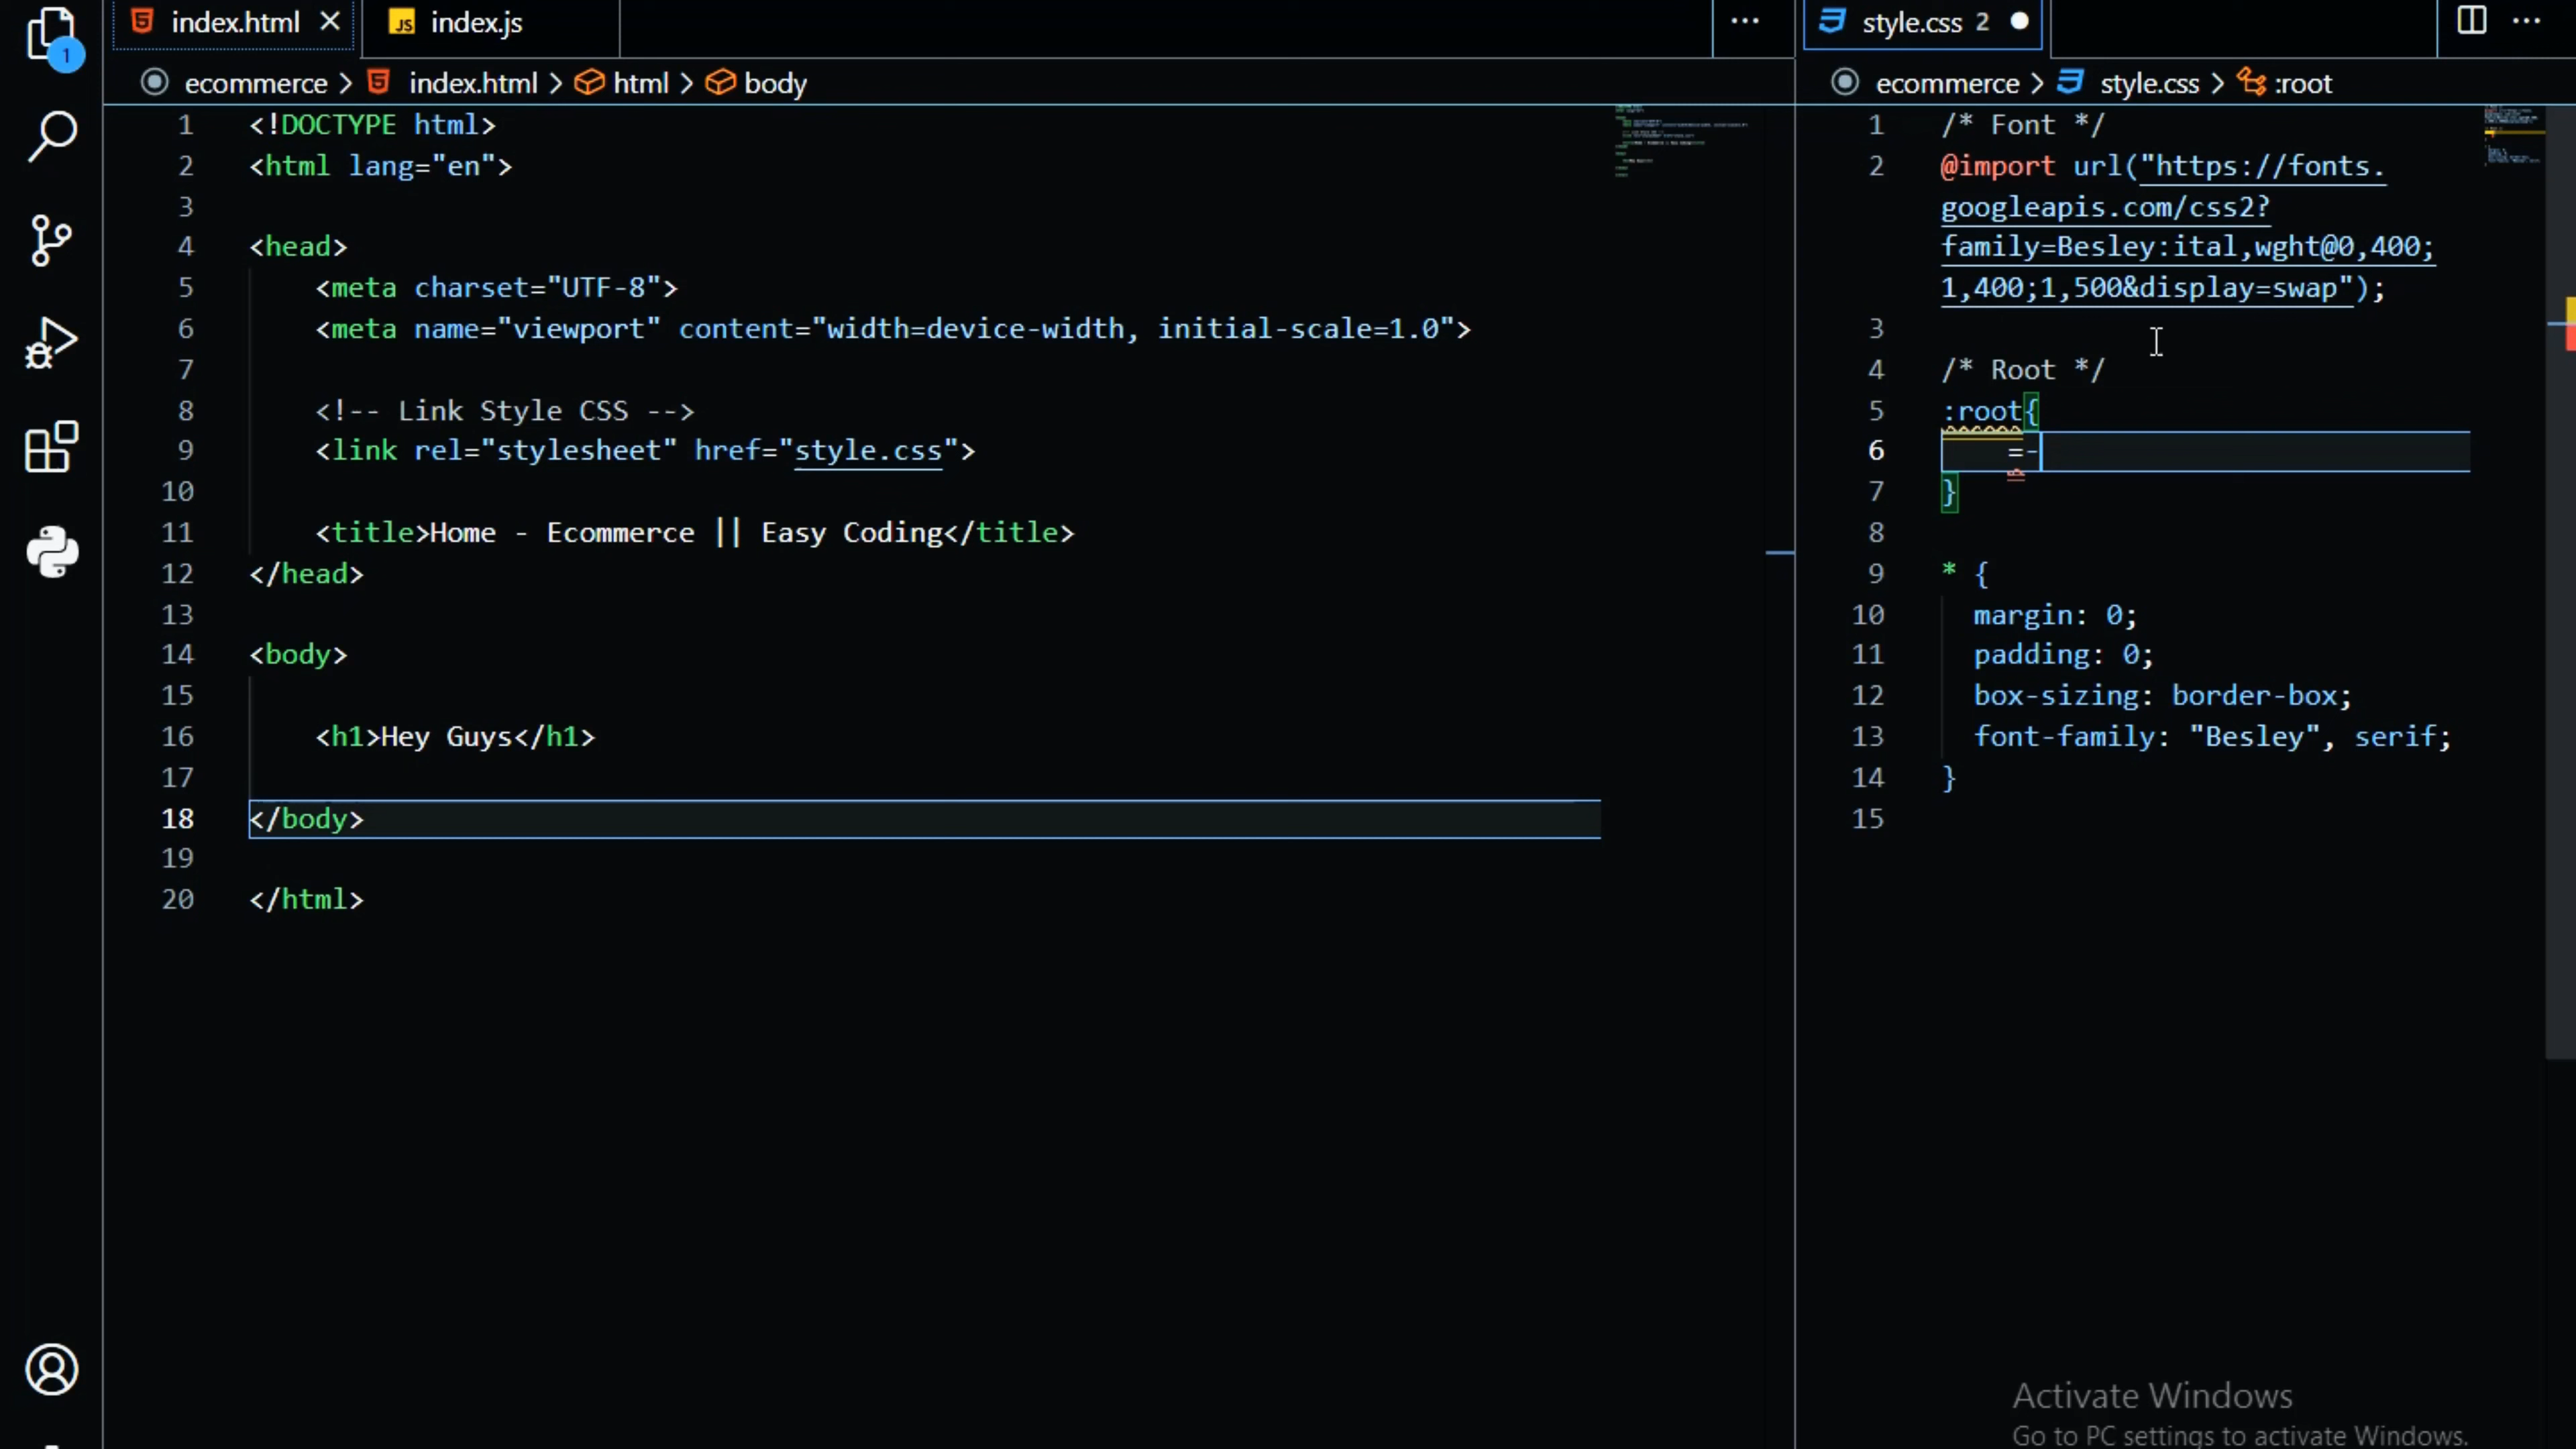 index.html
JS index.js
...
style.css 2
...
1
ecommerce > index.html > html > body
ecommerce > style.css > :root
1 <!DOCTYPE html>
2 <html lang="en">
3
4 <head>
5 <meta charset="UTF-8">
6 <meta name="viewport" content="width=device-width, initial-scale=1.0">
7
8 <!-- Link Style CSS -->
9 <link rel="stylesheet" href="style.css">
10
11 <title>Home - Ecommerce || Easy Coding</title>
12 </head>
13
14 <body>
15
16 <h1>Hey Guys</h1>
17
18 </body>
19
20 </html>
1 /* Font */
2 @import url("https://fonts.
googleapis.com/css2?
family=Besley:ital,wght@0,400;
1,400;1,500&display=swap");
3
4 /* Root */
5 :root{
6 =-
7 }
8
9 * {
10 margin: 0;
11 padding: 0;
12 box-sizing: border-box;
13 font-family: "Besley", serif;
14 }
15
Activate Windows
Go to PC settings to activate Windows.